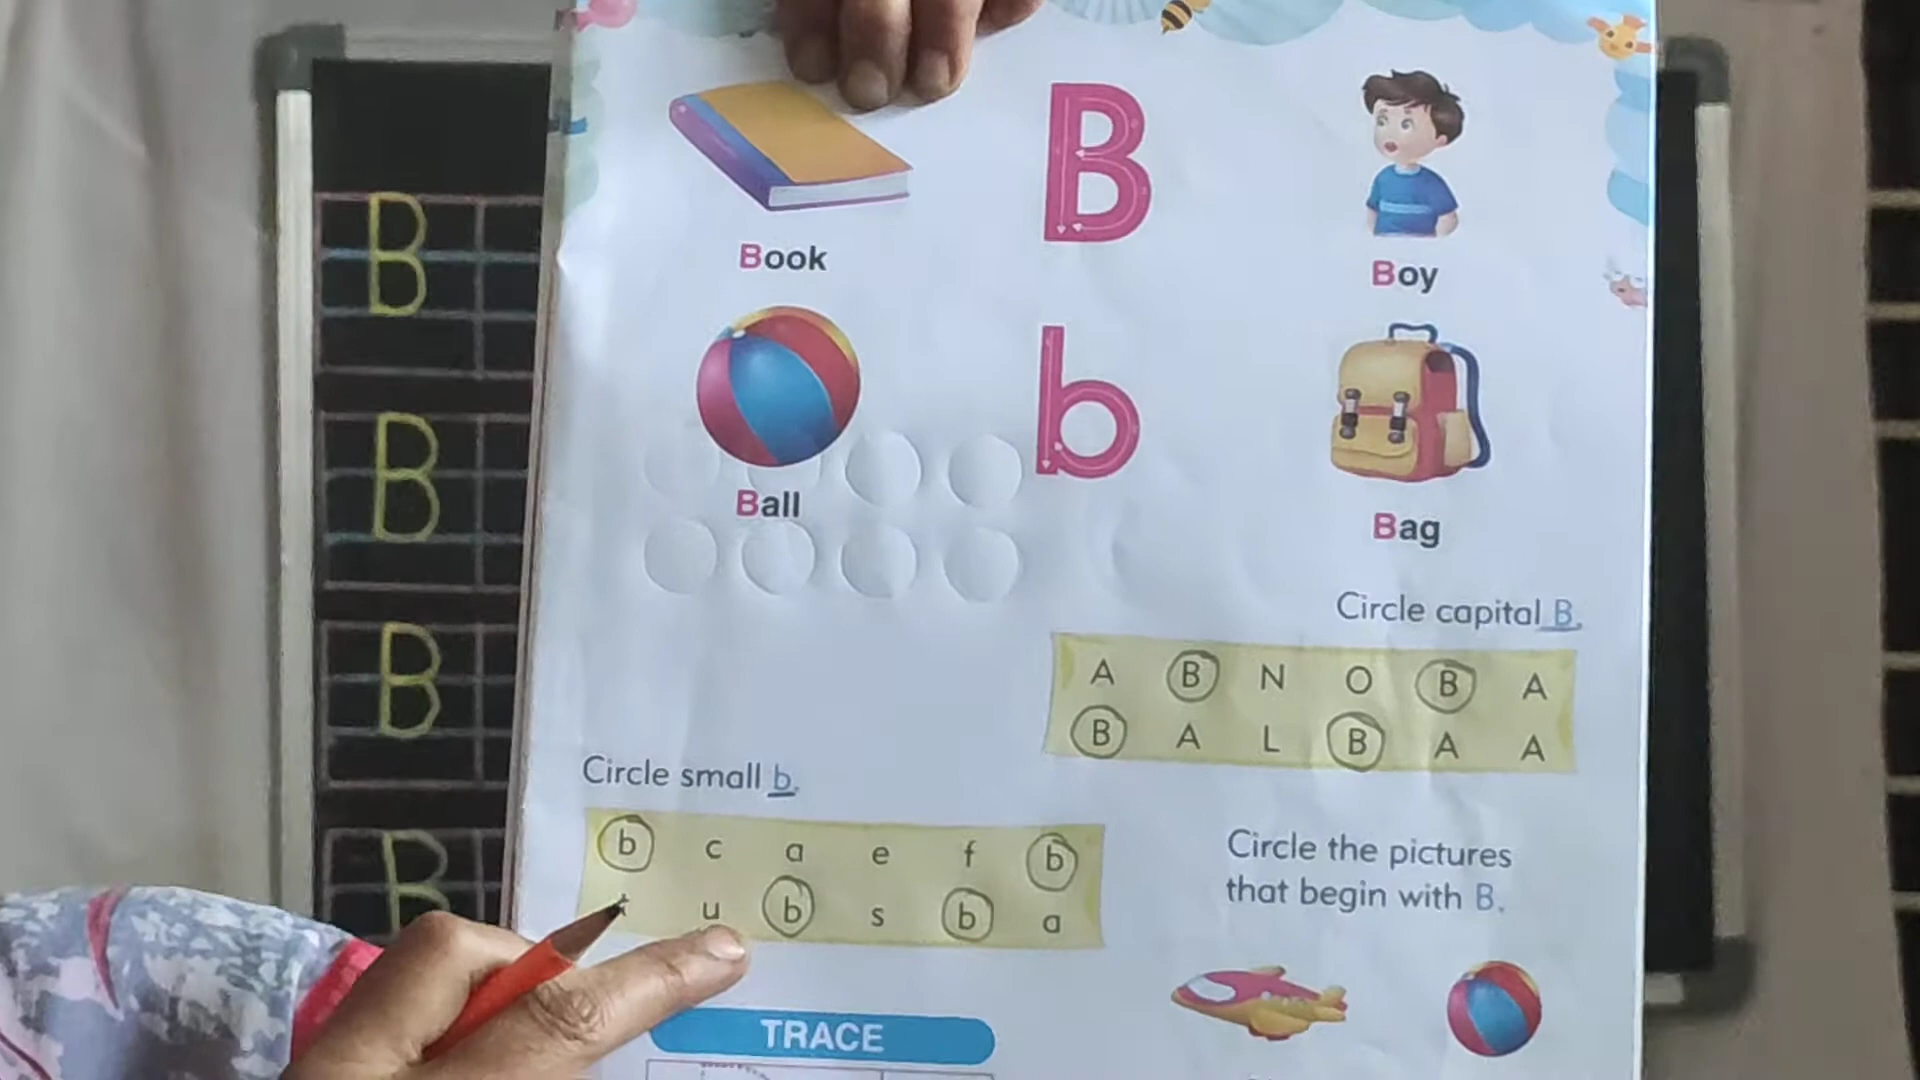 B
B
B
B
B
Book
Boy
b
Ball
Bag
Circle capital B.
A B N O B A
B A L B A A
Circle small b.
b c a e f b
u b s b a
Circle the pictures
that begin with B.
TRACE